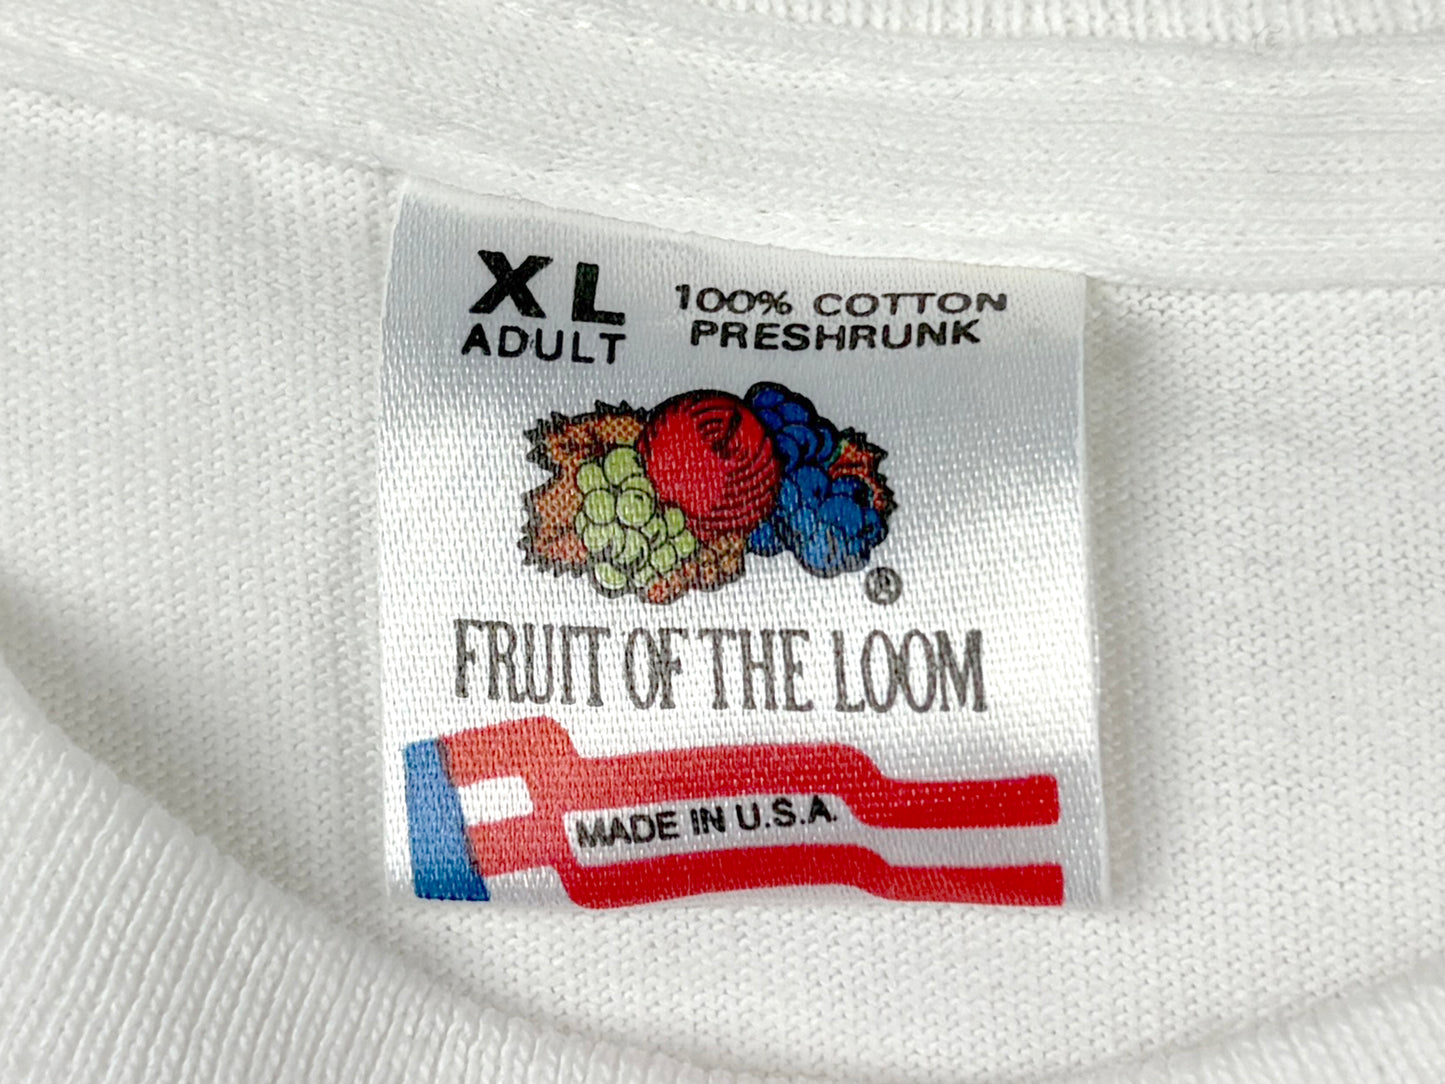 XL
ADULT
100% COTTON
PRESHRUNK
®
FRUIT OF THE LOOM
MADE IN U.S.A.